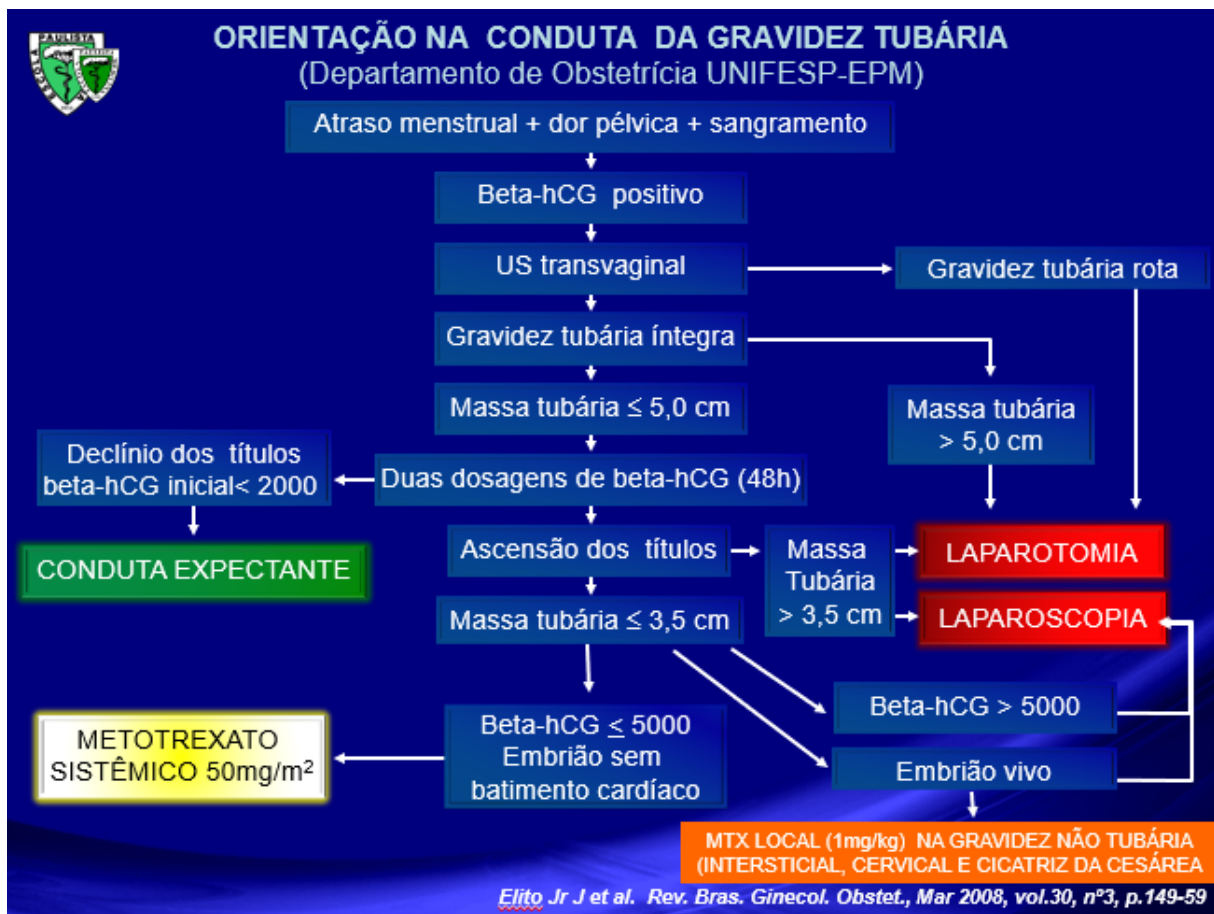 PAULISTA
ORIENTAÇÃO NA CONDUTA DA GRAVIDEZ TUBÁRIA
(Departamento de Obstetrícia UNIFESP-EPM)
Atraso menstrual + dor pélvica + sangramento
Beta-hCG positivo
US transvaginal
Gravidez tubária rota
Gravidez tubária íntegra
Massa tubária ≤ 5,0 cm
Massa tubária
> 5,0 cm
Declínio dos títulos
beta-hCG inicial< 2000
Duas dosagens de beta-hCG (48h)
CONDUTA EXPECTANTE
Ascensão dos títulos
Massa
Tubária
> 3,5 cm
LAPAROTOMIA
LAPAROSCOPIA
Massa tubária ≤ 3,5 cm
METOTREXATO
SISTÊMICO 50mg/m²
Beta-hCG ≤ 5000
Embrião sem
batimento cardíaco
Beta-hCG > 5000
Embrião vivo
MTX LOCAL (1mg/kg) NA GRAVIDEZ NÃO TUBÁRIA
(INTERSTICIAL, CERVICAL E CICATRIZ DA CESÁREA
Elito Jr J et al. Rev. Bras. Ginecol. Obstet., Mar 2008, vol.30, nº3, p.149-59